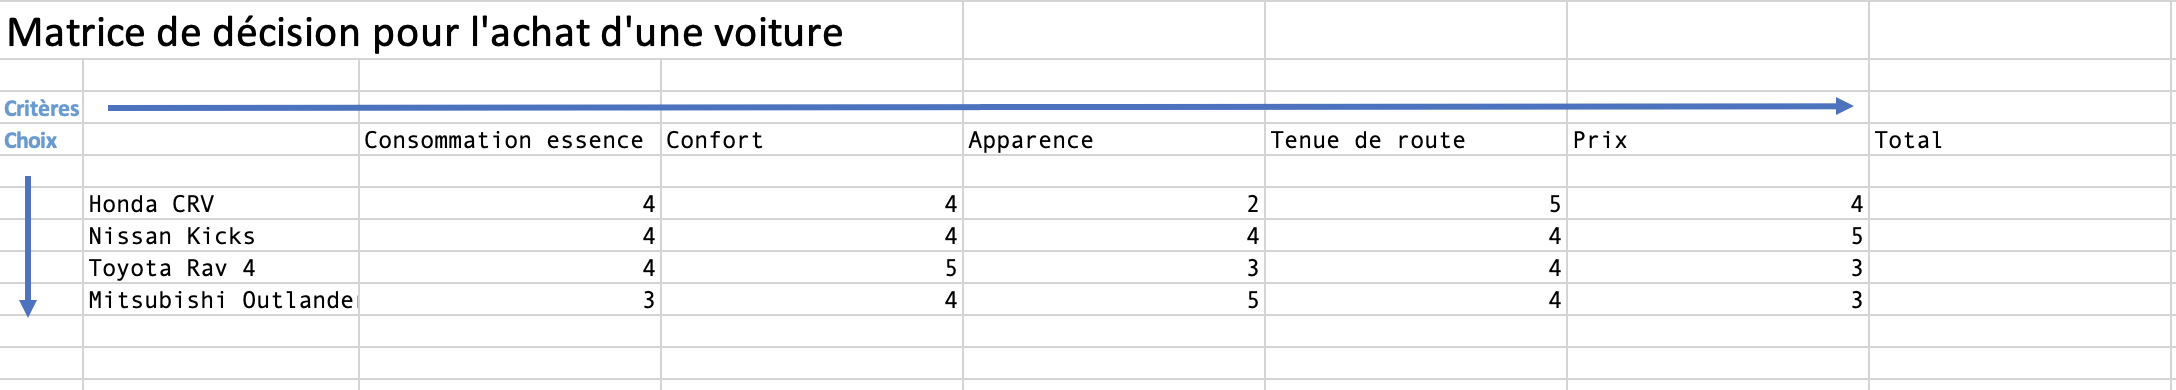 Matrice de décision pour l'achat d'une voiture
Critères
Choix Consommation essence Confort Apparence Tenue de route Prix Total
Honda CRV 4 4 2 5 4
Nissan Kicks 4 4 4 4 5
Toyota Rav 4 4 5 3 4 3
Mitsubishi Outlander 3 4 5 4 3